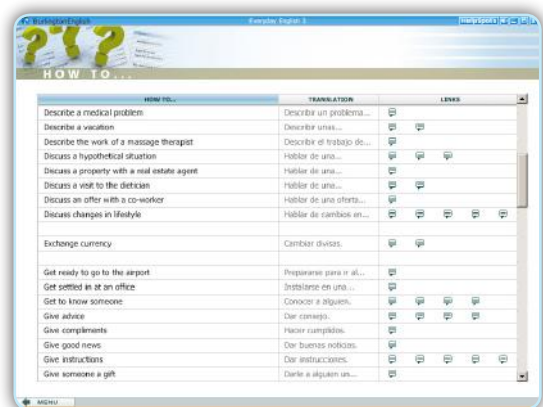 BurlingtonEnglish Everyday English 3 HelpSpots
HOW TO...
HOW TO... TRANSLATION LINKS
Describe a medical problem Describir un problema...
Describe a vacation Describir unas...
Describe the work of a massage therapist Describir el trabajo de...
Discuss a hypothetical situation Hablar de una...
Discuss a property with a real estate agent Hablar de una...
Discuss a visit to the dietician Hablar de una...
Discuss an offer with a co-worker Hablar de una oferta...
Discuss changes in lifestyle Hablar de cambios en...
Exchange currency Cambiar divisas.
Get ready to go to the airport Prepararse para ir al...
Get settled in at an office Instalarse en una...
Get to know someone Conocer a alguien.
Give advice Dar consejo.
Give compliments Hacer cumplidos.
Give good news Dar buenas noticias.
Give instructions Dar instrucciones.
Give someone a gift Darle a alguien un...
MENU